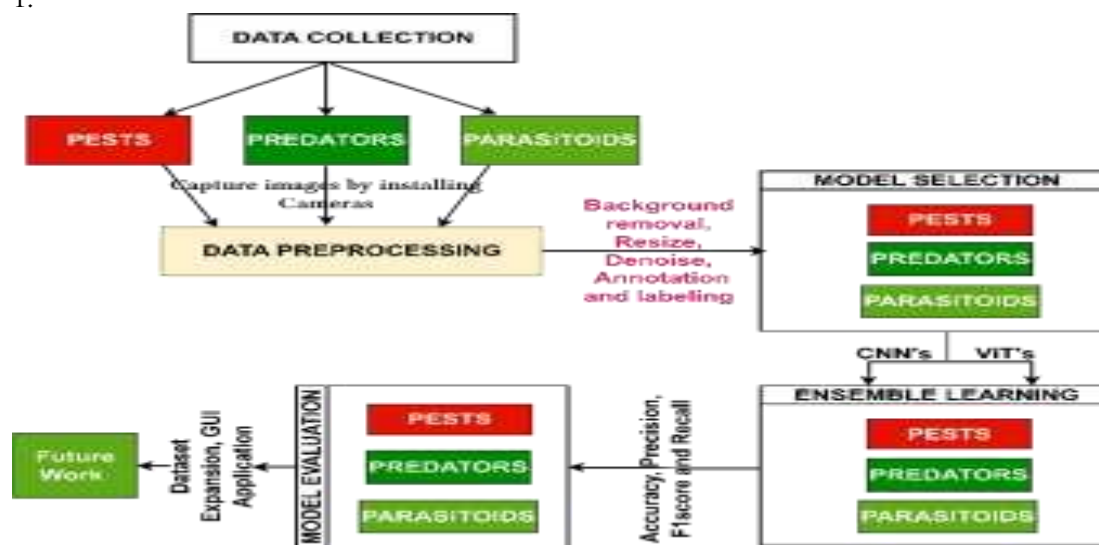 1.
DATA COLLECTION
PESTS
PREDATORS
PARASITOIDS
Capture images by installing
Cameras
DATA PREPROCESSING
Background
removal,
Resize,
Denoise,
Annotation
and labeling
MODEL SELECTION
PESTS
PREDATORS
PARASITOIDS
CNN's
ViT's
ENSEMBLE LEARNING
PESTS
PREDATORS
PARASITOIDS
Accuracy, Precision,
F1score and Recall
MODEL EVALUATION
PESTS
PREDATORS
PARASITOIDS
Dataset
Expansion, GUI
Application
Future
Work